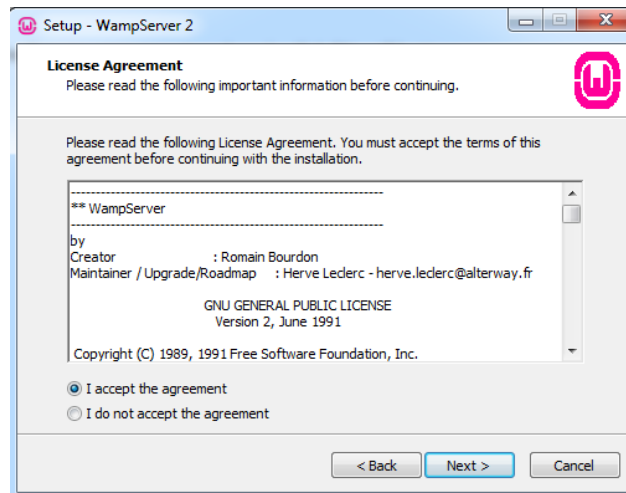 Setup - WampServer 2
License Agreement
Please read the following important information before continuing.
Please read the following License Agreement. You must accept the terms of this
agreement before continuing with the installation.
------------------------------------------------------------------
** WampServer
------------------------------------------------------------------
by
Creator : Romain Bourdon
Maintainer / Upgrade/Roadmap : Herve Leclerc - herve.leclerc@alterway.fr
GNU GENERAL PUBLIC LICENSE
Version 2, June 1991
Copyright (C) 1989, 1991 Free Software Foundation, Inc.
I accept the agreement
I do not accept the agreement
< Back Next > Cancel